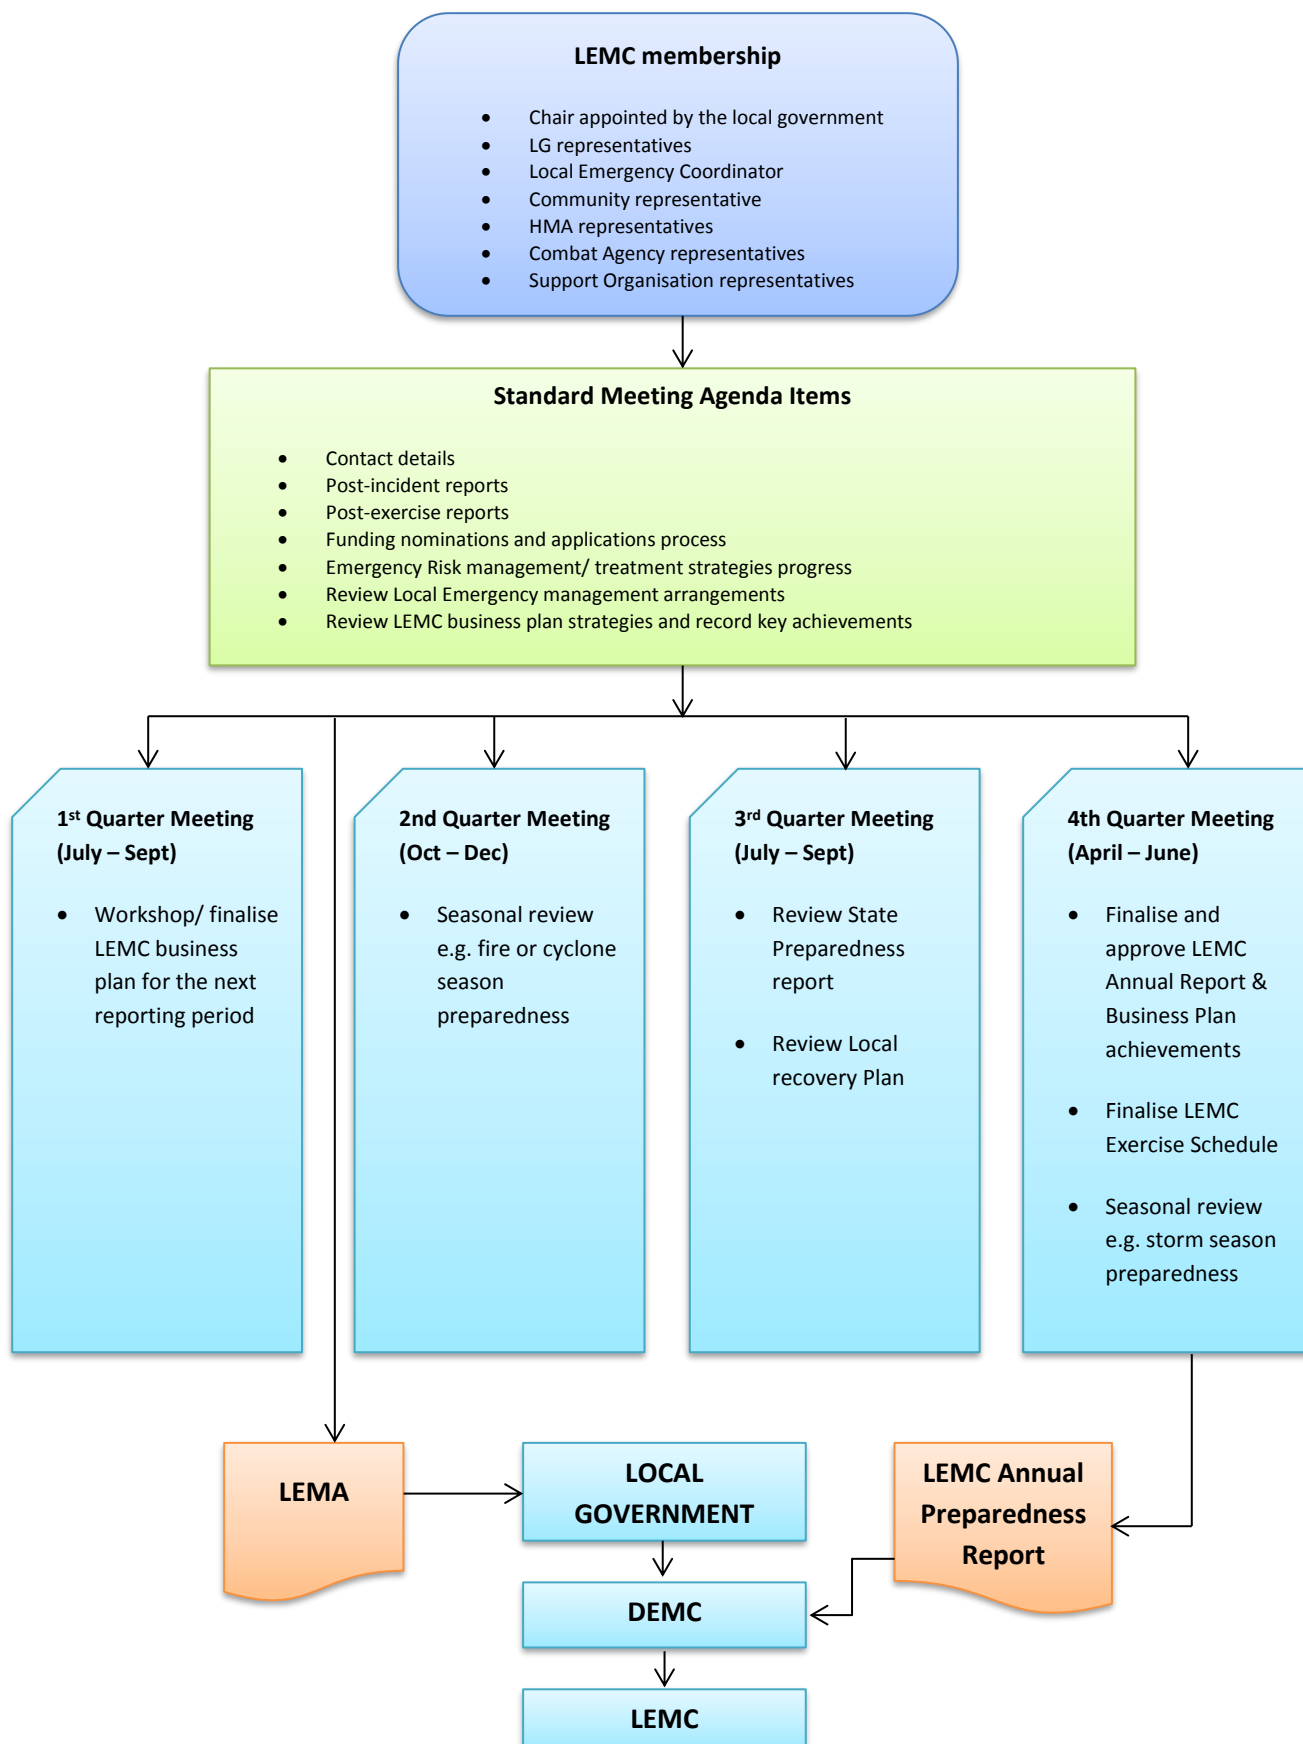 LEMC membership
• Chair appointed by the local government
• LG representatives
• Local Emergency Coordinator
• Community representative
• HMA representatives
• Combat Agency representatives
• Support Organisation representatives
Standard Meeting Agenda Items
• Contact details
• Post-incident reports
• Post-exercise reports
• Funding nominations and applications process
• Emergency Risk management/ treatment strategies progress
• Review Local Emergency management arrangements
• Review LEMC business plan strategies and record key achievements
1st Quarter Meeting
(July – Sept)
• Workshop/ finalise
LEMC business
plan for the next
reporting period
2nd Quarter Meeting
(Oct – Dec)
• Seasonal review
e.g. fire or cyclone
season
preparedness
3rd Quarter Meeting
(July – Sept)
• Review State
Preparedness
report
• Review Local
recovery Plan
4th Quarter Meeting
(April – June)
• Finalise and
approve LEMC
Annual Report &
Business Plan
achievements
• Finalise LEMC
Exercise Schedule
• Seasonal review
e.g. storm season
preparedness
LEMA
LOCAL
GOVERNMENT
LEMC Annual
Preparedness
Report
DEMC
LEMC